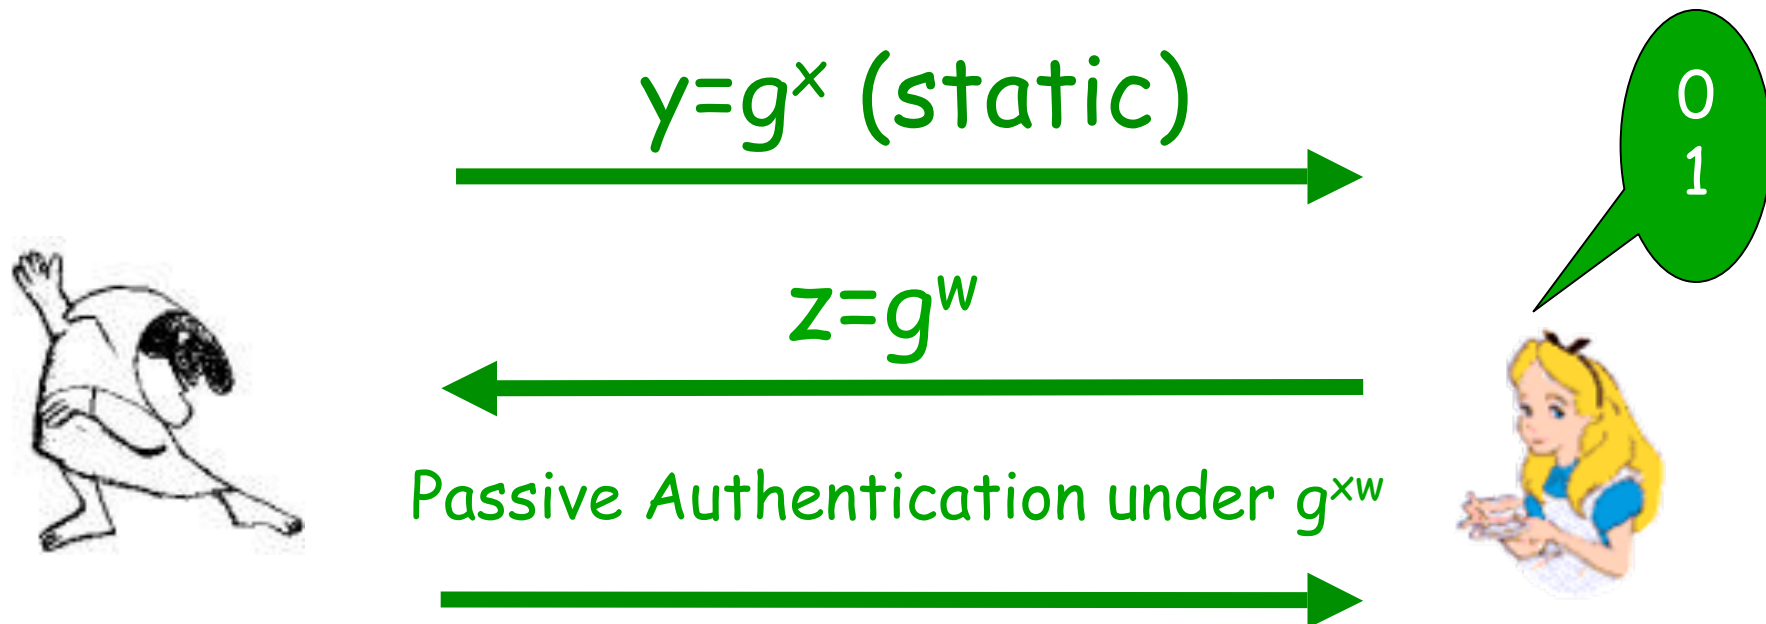 y=gˣ (static)
0
1
z=gʷ
Passive Authentication under gˣʷ